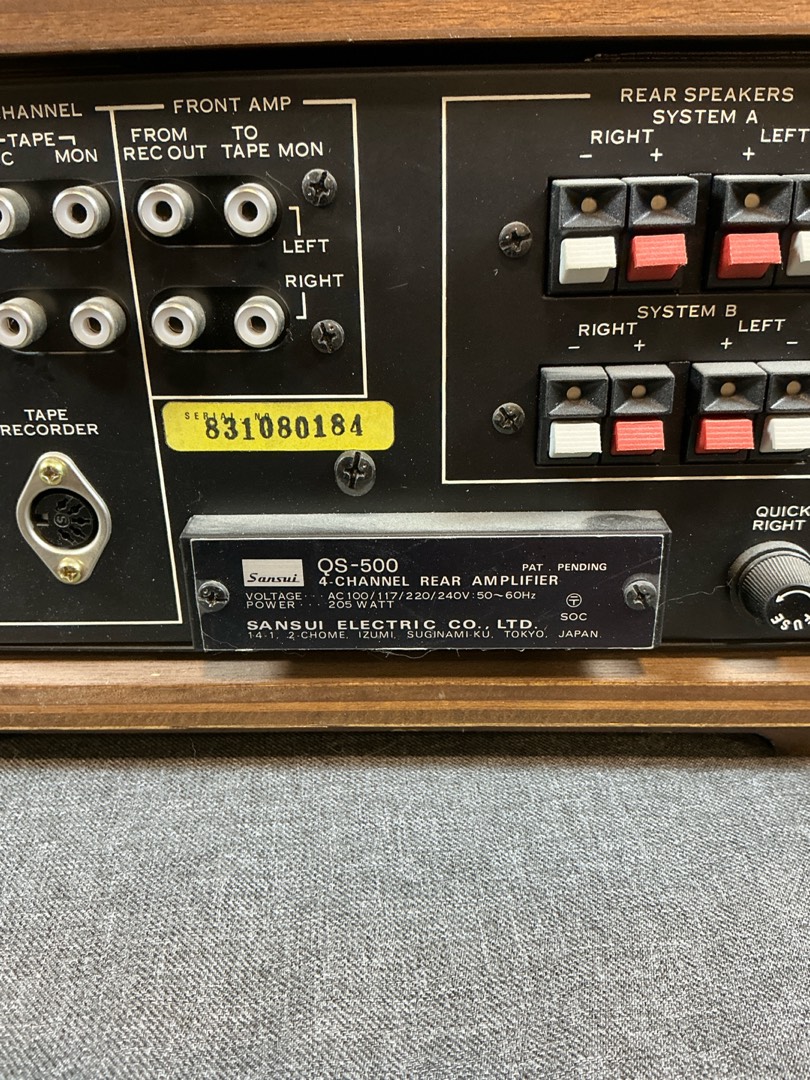 CHANNEL
TAPE
C MON
FRONT AMP
FROM REC OUT
TO TAPE MON
LEFT
RIGHT
TAPE RECORDER
SERIAL NO.
831080184
REAR SPEAKERS
SYSTEM A
RIGHT LEFT
- + +
SYSTEM B
RIGHT LEFT
- + + -
QUICK
RIGHT
Sansui QS-500 PAT. PENDING
4-CHANNEL REAR AMPLIFIER
VOLTAGE··· AC100/117/220/240V:50~60Hz
POWER··· 205 WATT
SOC
SANSUI ELECTRIC CO., LTD.
14-1, 2-CHOME, IZUMI, SUGINAMI-KU, TOKYO, JAPAN.